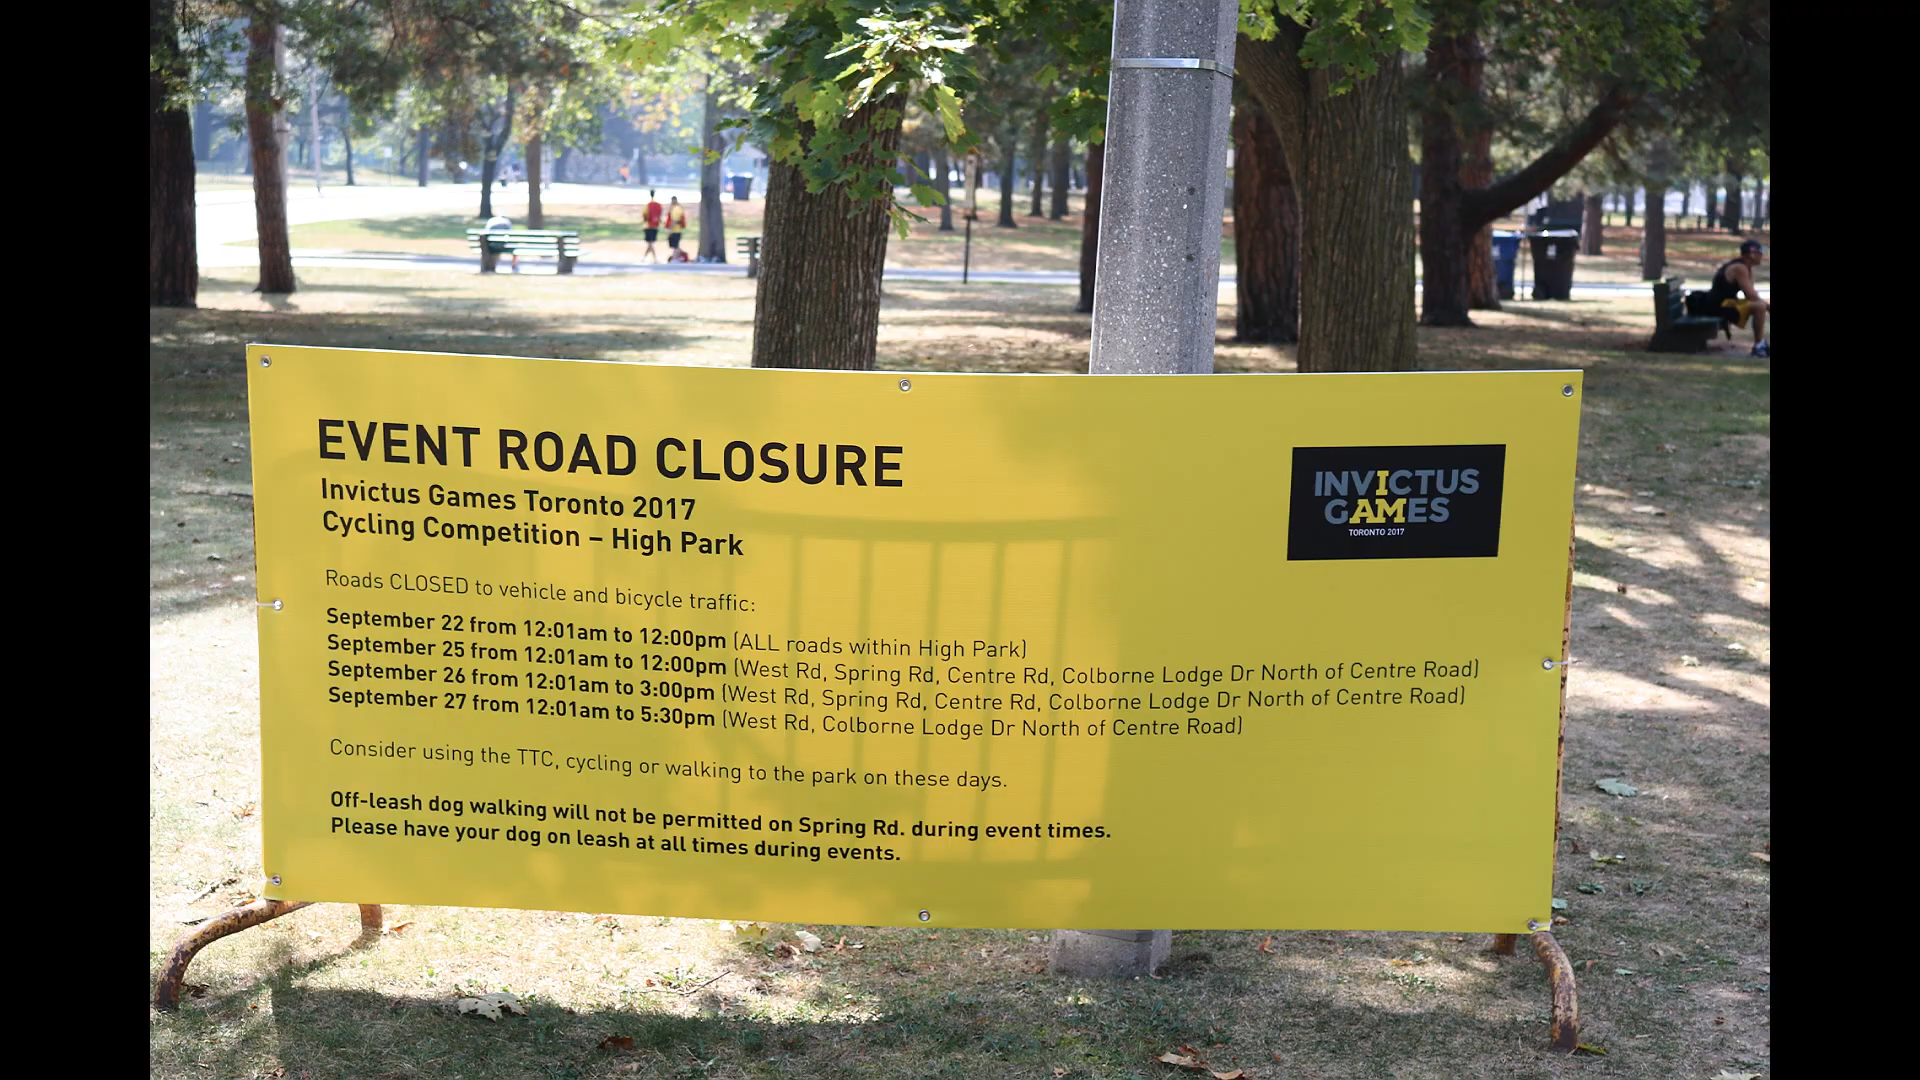 EVENT ROAD CLOSURE
Invictus Games Toronto 2017
Cycling Competition – High Park
INVICTUS
GAMES
TORONTO 2017
Roads CLOSED to vehicle and bicycle traffic:
September 22 from 12:01am to 12:00pm (ALL roads within High Park)
September 25 from 12:01am to 12:00pm (West Rd, Spring Rd, Centre Rd, Colborne Lodge Dr North of Centre Road)
September 26 from 12:01am to 3:00pm (West Rd, Spring Rd, Centre Rd, Colborne Lodge Dr North of Centre Road)
September 27 from 12:01am to 5:30pm (West Rd, Colborne Lodge Dr North of Centre Road)
Consider using the TTC, cycling or walking to the park on these days.
Off-leash dog walking will not be permitted on Spring Rd. during event times.
Please have your dog on leash at all times during events.